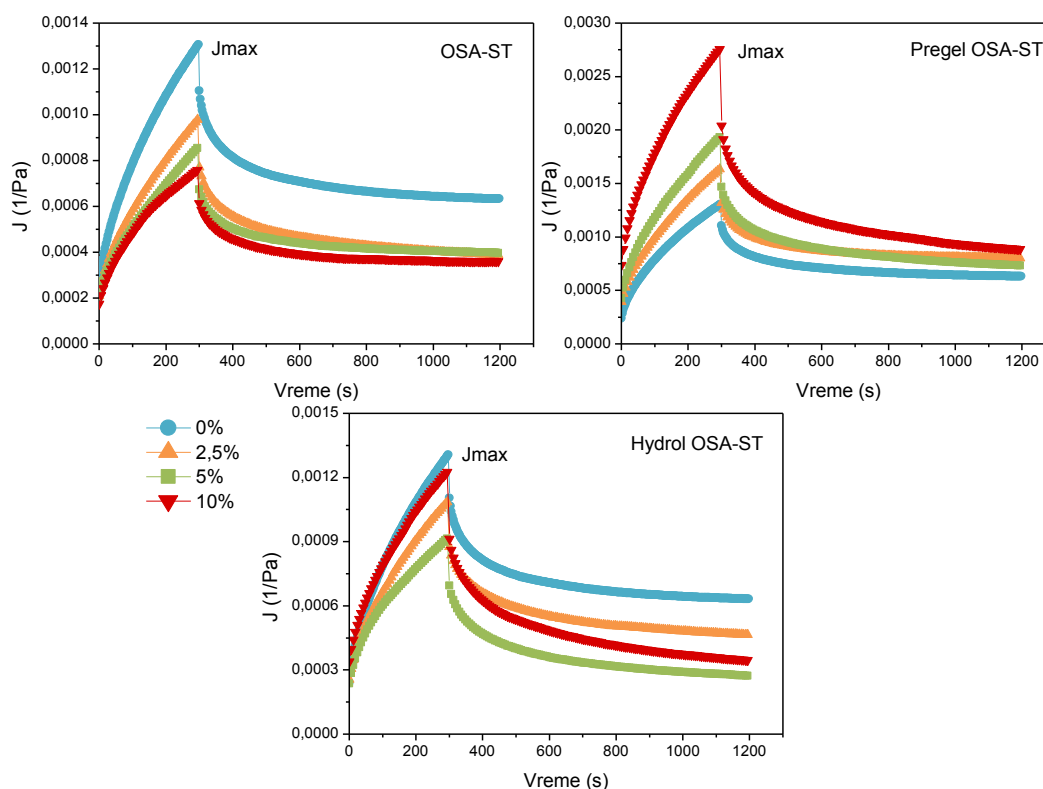 0,0014
0,0012
0,0010
0,0008
0,0006
0,0004
0,0002
0,0000
J (1/Pa)
Jmax
OSA-ST
0 200 400 600 800 1000 1200
Vreme (s)
0,0030
0,0025
0,0020
0,0015
0,0010
0,0005
0,0000
J (1/Pa)
Jmax
Pregel OSA-ST
0 200 400 600 800 1000 1200
Vreme (s)
0%
2,5%
5%
10%
0,0015
0,0012
0,0009
0,0006
0,0003
0,0000
J (1/Pa)
Jmax
Hydrol OSA-ST
0 200 400 600 800 1000 1200
Vreme (s)